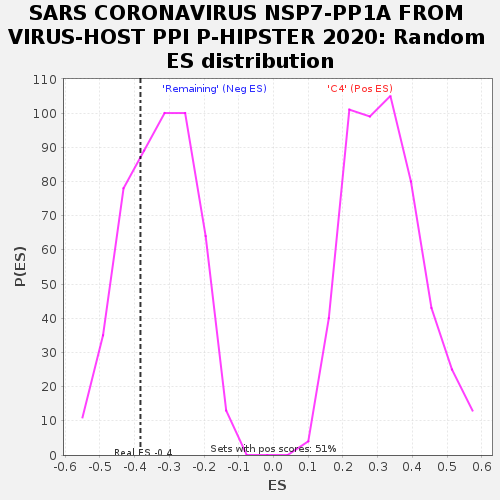 SARS CORONAVIRUS NSP7-PP1A FROM
VIRUS-HOST PPI P-HIPSTER 2020: Random
ES distribution
'Remaining' (Neg ES)
'C4' (Pos ES)
110
100
90
80
70
60
50
40
30
20
10
0
P(ES)
Real ES -0.4
Sets with pos scores: 51%
-0.6 -0.5 -0.4 -0.3 -0.2 -0.1 0.0 0.1 0.2 0.3 0.4 0.5 0.6
ES